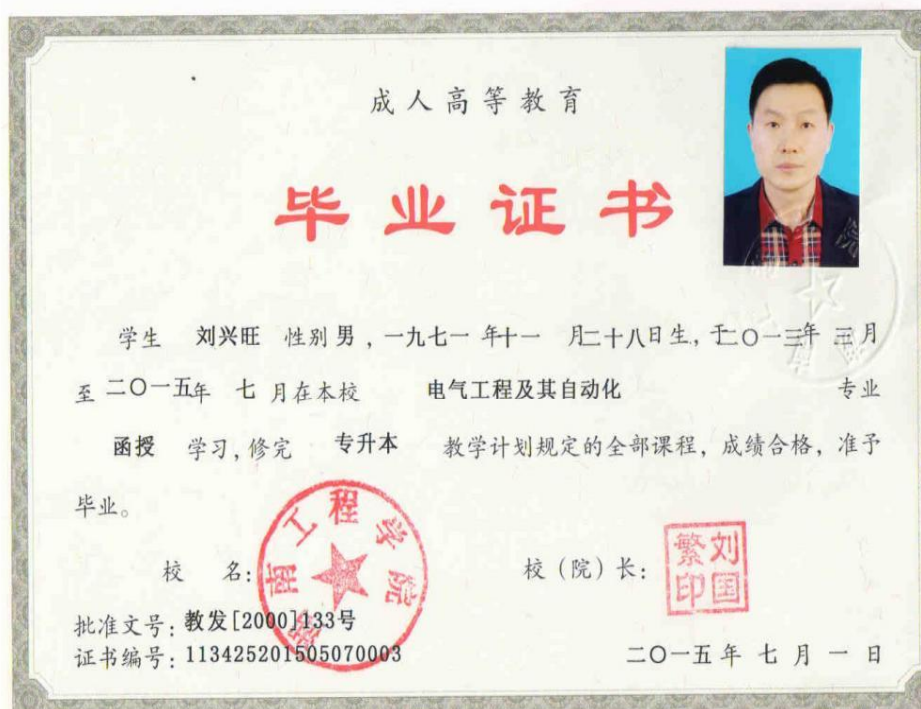 成人高等教育
毕业证书
学生 刘兴旺 性别 男 ，一九七一 年十一 月二十八日生，于二〇一三年 三月
至 二〇一五年 七 月在本校 电气工程及其自动化 专业
函授 学习，修完 专升本 教学计划规定的全部课程，成绩合格，准予
毕业。
南工程学院
校 名：
校（院）长：
刘国繁印
批准文号：教发[2000]133号
证书编号：113425201505070003
二〇一五年 七 月 一 日